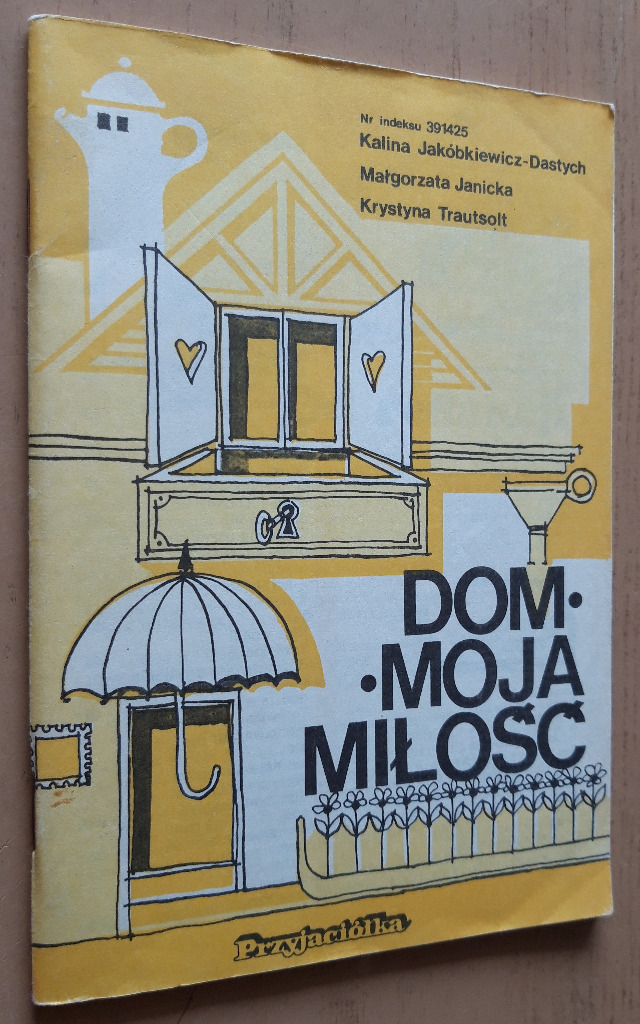 Nr indeksu 391425
Kalina Jakóbkiewicz-Dastych
Małgorzata Janicka
Krystyna Trautsolt
DOM•
•MOJA
MIŁOŚĆ
Przyjaciółka